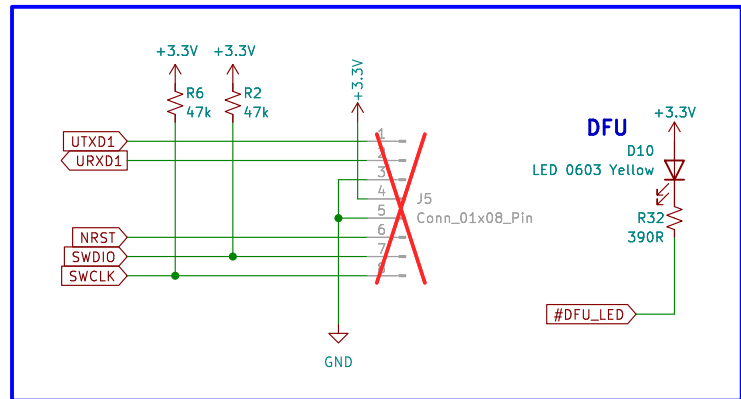 +3.3V
+3.3V
R6
47k
R2
47k
+3.3V
UTXD1
URXD1
NRST
SWDIO
SWCLK
1
2
3
4
5
6
7
8
J5
Conn_01x08_Pin
GND
DFU
+3.3V
D10
LED 0603 Yellow
R32
390R
#DFU_LED